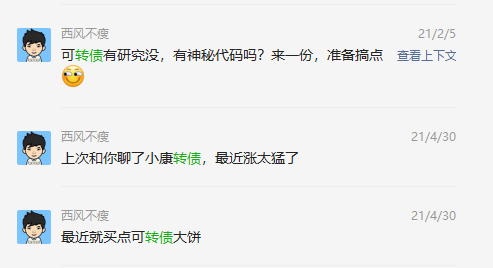 西风不瘦
21/2/5
可转债有研究没，有神秘代码吗？来一份，准备搞点
查看上下文
西风不瘦
21/4/30
上次和你聊了小康转债，最近涨太猛了
西风不瘦
21/4/30
最近就买点可转债大饼